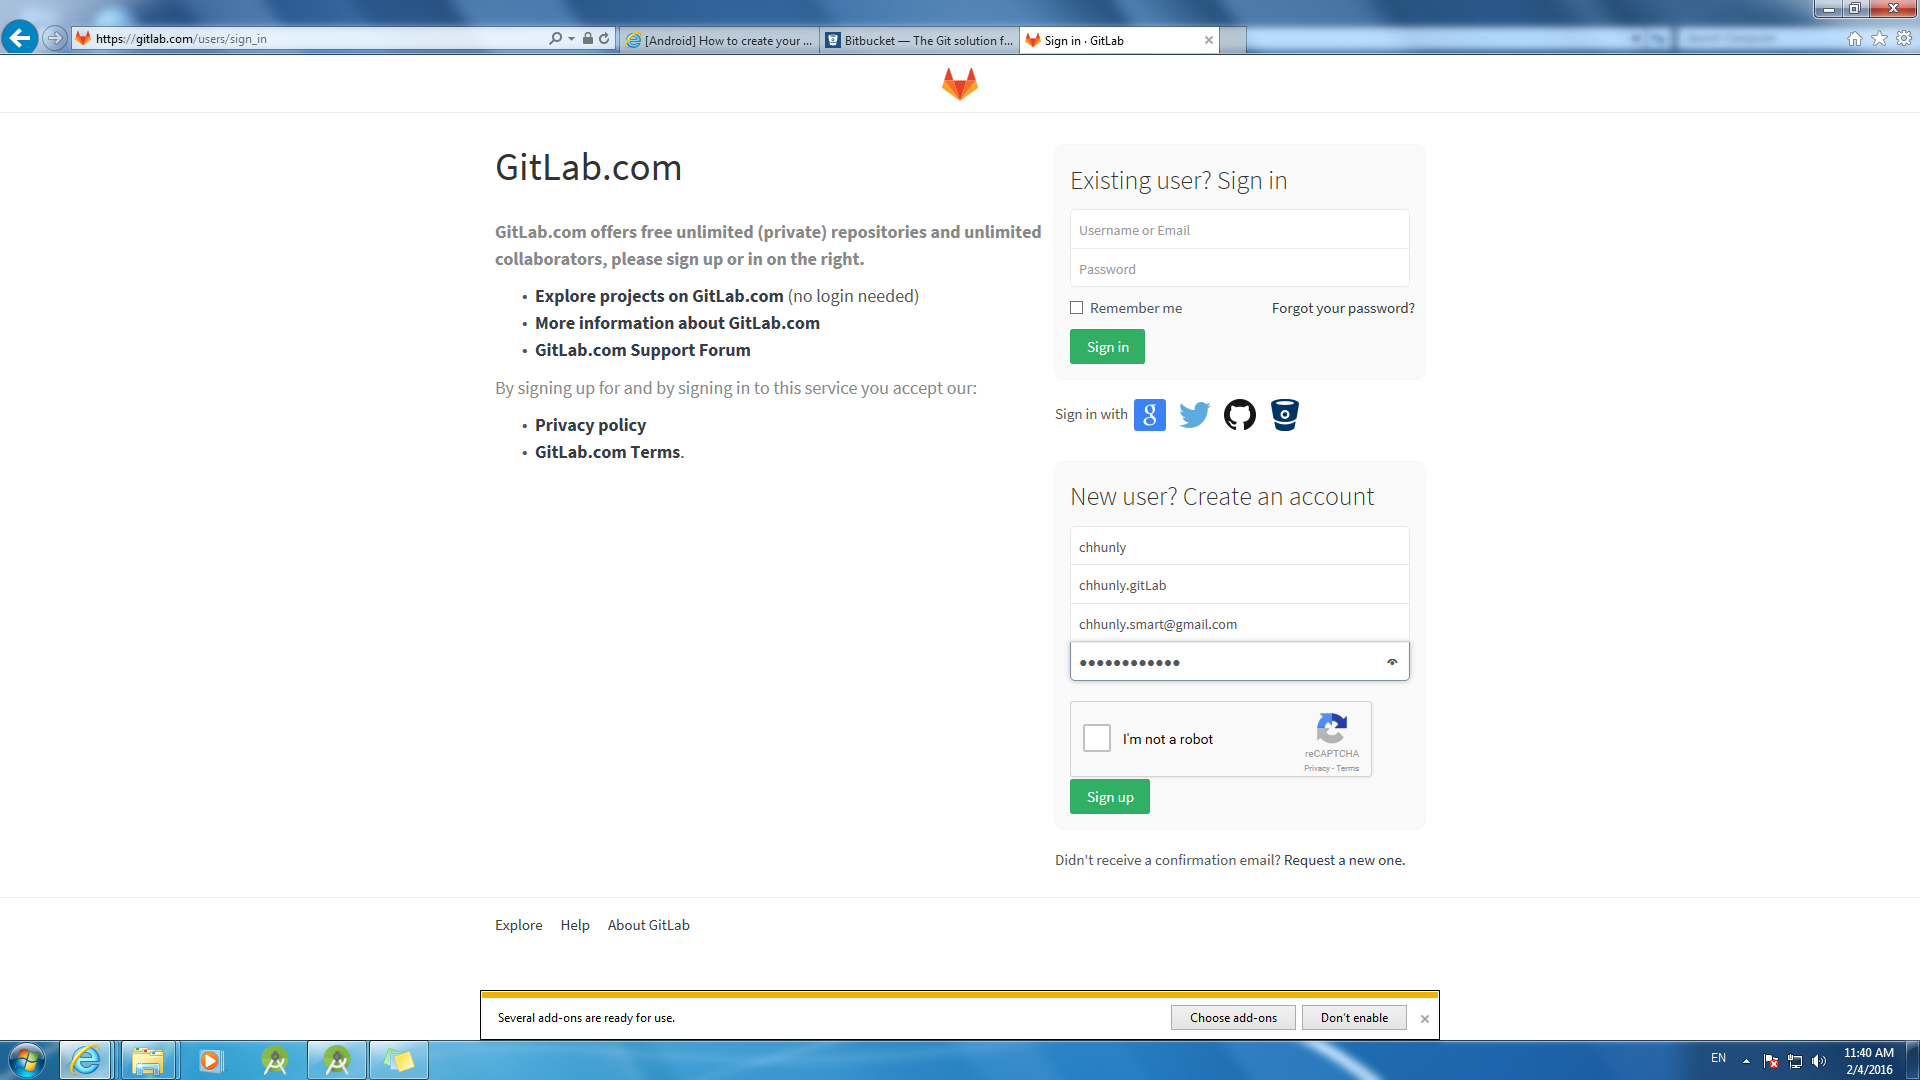 https://gitlab.com/users/sign_in
[Android] How to create your ...
Bitbucket — The Git solution f...
Sign in · GitLab
GitLab.com
GitLab.com offers free unlimited (private) repositories and unlimited
collaborators, please sign up or in on the right.
• Explore projects on GitLab.com (no login needed)
• More information about GitLab.com
• GitLab.com Support Forum
By signing up for and by signing in to this service you accept our:
• Privacy policy
• GitLab.com Terms.
Existing user? Sign in
Username or Email
Password
Remember me
Forgot your password?
Sign in
Sign in with
New user? Create an account
chhunly
chhunly.gitLab
chhunly.smart@gmail.com
••••••••••••
I'm not a robot
reCAPTCHA
Privacy - Terms
Sign up
Didn't receive a confirmation email? Request a new one.
Explore Help About GitLab
Several add-ons are ready for use.
Choose add-ons
Don't enable
EN
11:40 AM
2/4/2016